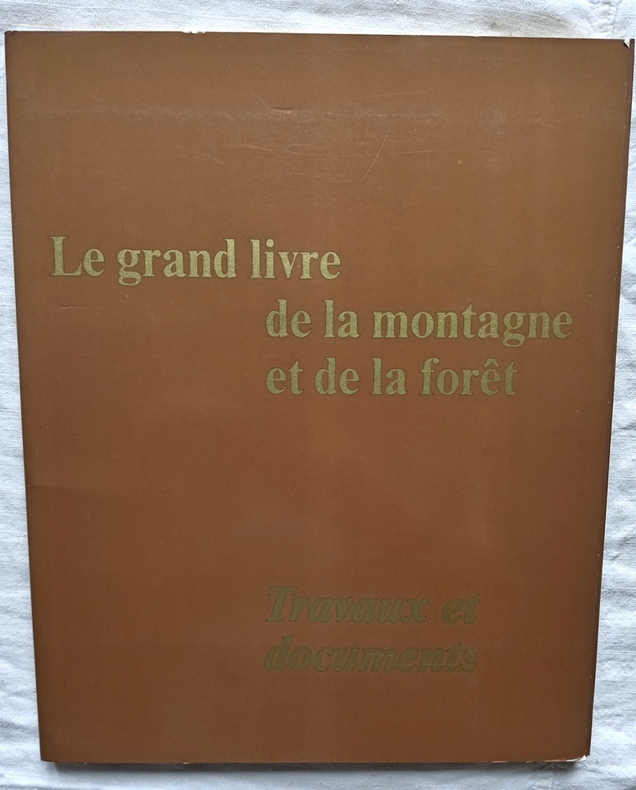 Le grand livre
de la montagne
et de la forêt
Travaux et
documents